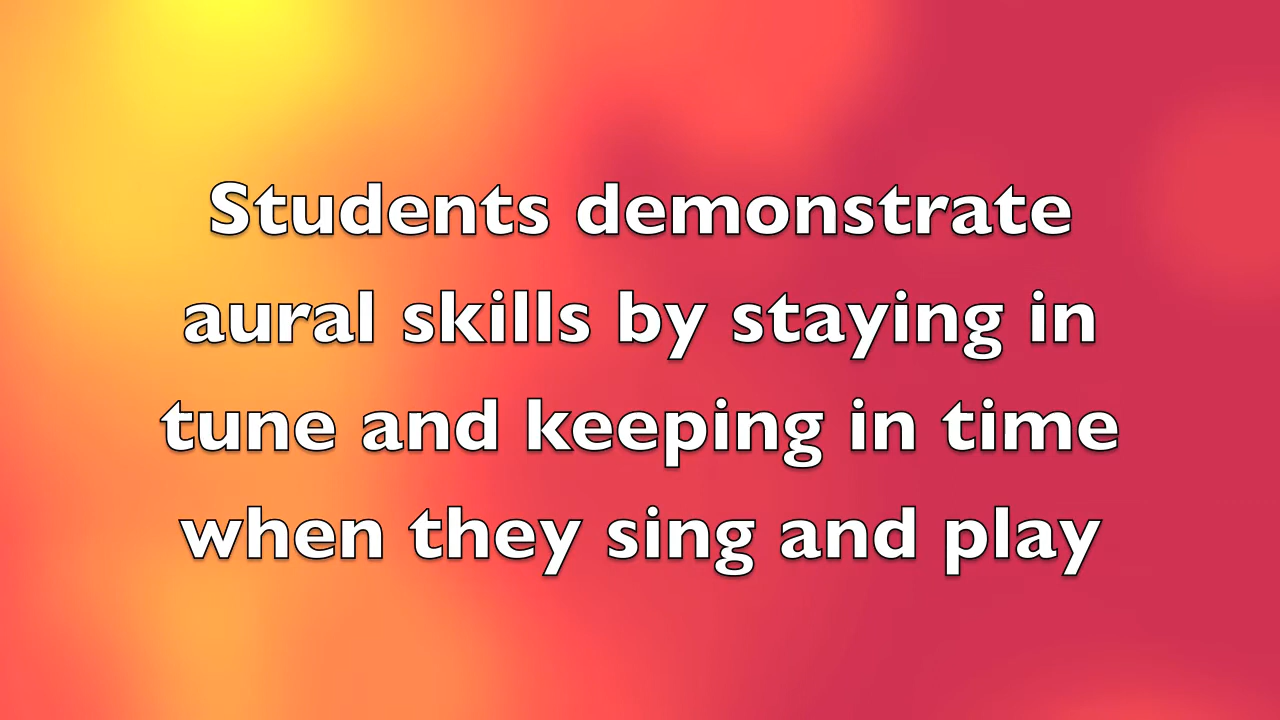 Students demonstrate
aural skills by staying in
tune and keeping in time
when they sing and play